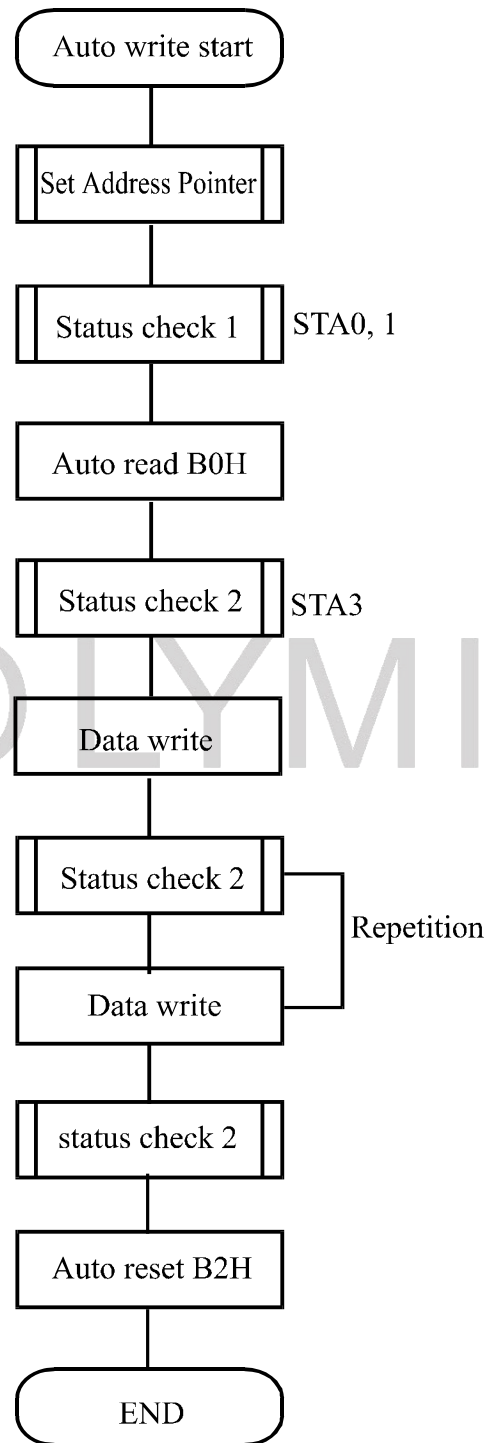 Auto write start
Set Address Pointer
Status check 1
STA0, 1
Auto read B0H
Status check 2
STA3
OLYMI
Data write
Status check 2
Repetition
Data write
status check 2
Auto reset B2H
END